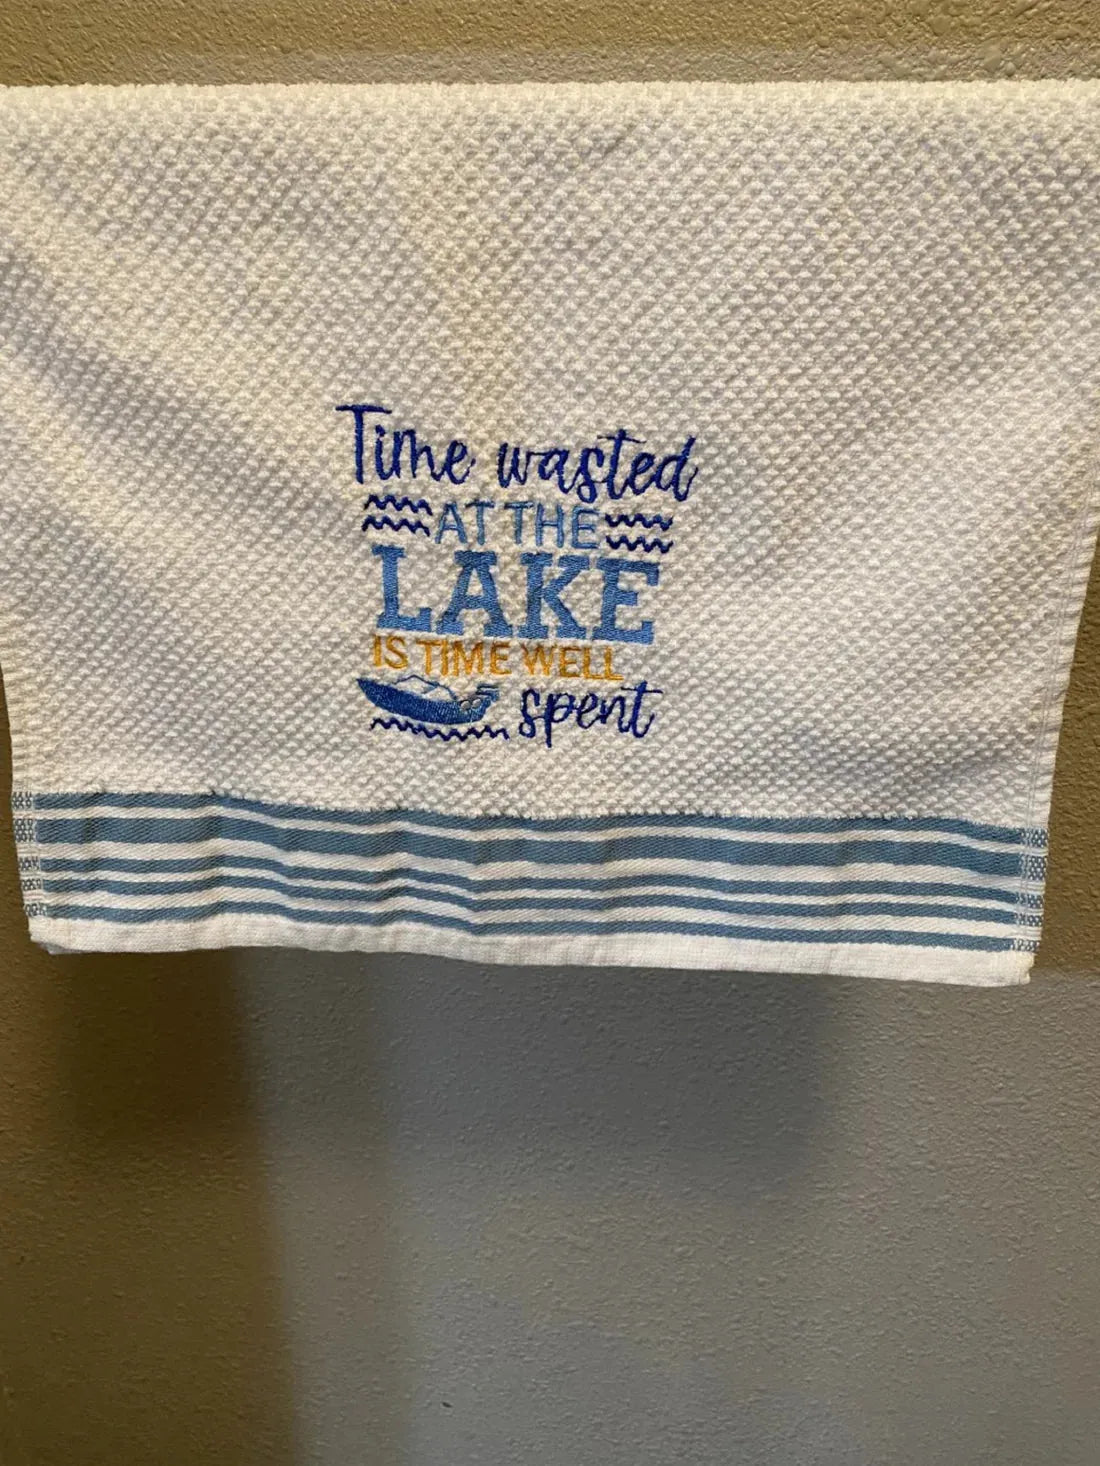 Time wasted
AT THE
LAKE
IS TIME WELL
spent